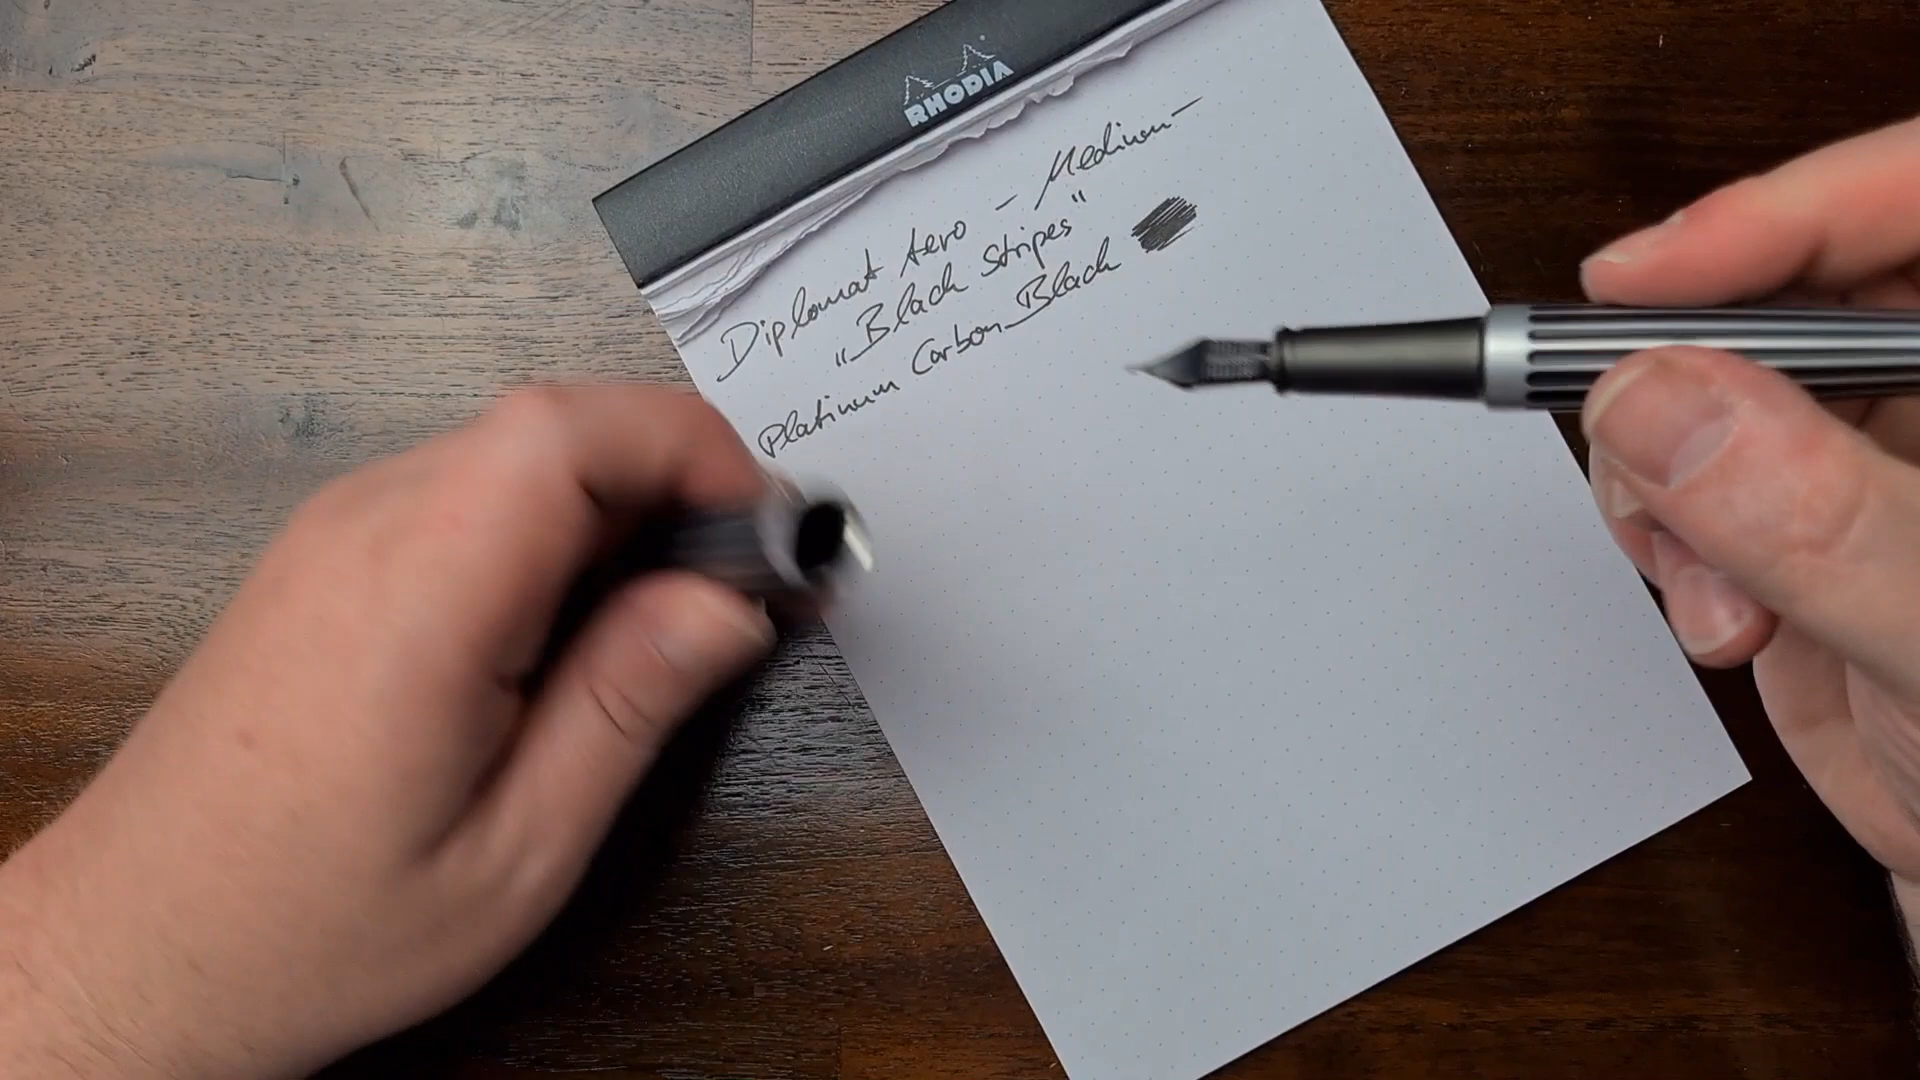 RHODIA
Diplomat Aero - Medium -
"Black Stripes"
Platinum Carbon Black